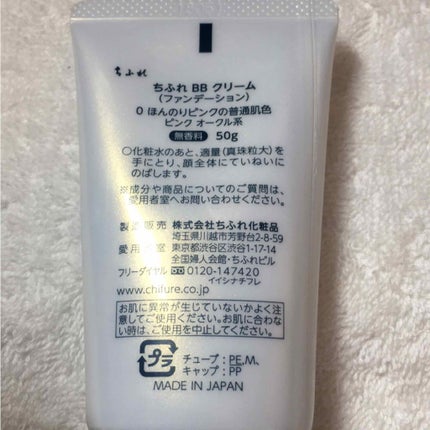 ちふれ
ちふれ BB クリーム
(ファンデーション)
0 ほんのりピンクの普通肌色
ピンク オークル系
無香料 50g
○化粧水のあと、適量(真珠粒大)を
手にとり、顔全体にていねいに
のばします。
※成分や商品についてのご質問は、
愛用者室へお問い合わせください。
製造販売 株式会社ちふれ化粧品
埼玉県川越市芳野台2-8-59
愛用者室 東京都渋谷区渋谷1-17-14
全国婦人会館・ちふれビル
フリーダイヤル 0120-147420
イイシナチフレ
www.chifure.co.jp
お肌に異常が生じていないかよく注
意してご使用ください。お肌に合わな
い時は、ご使用を中止してください。
プラ
チューブ:PE,M、
キャップ:PP
MADE IN JAPAN